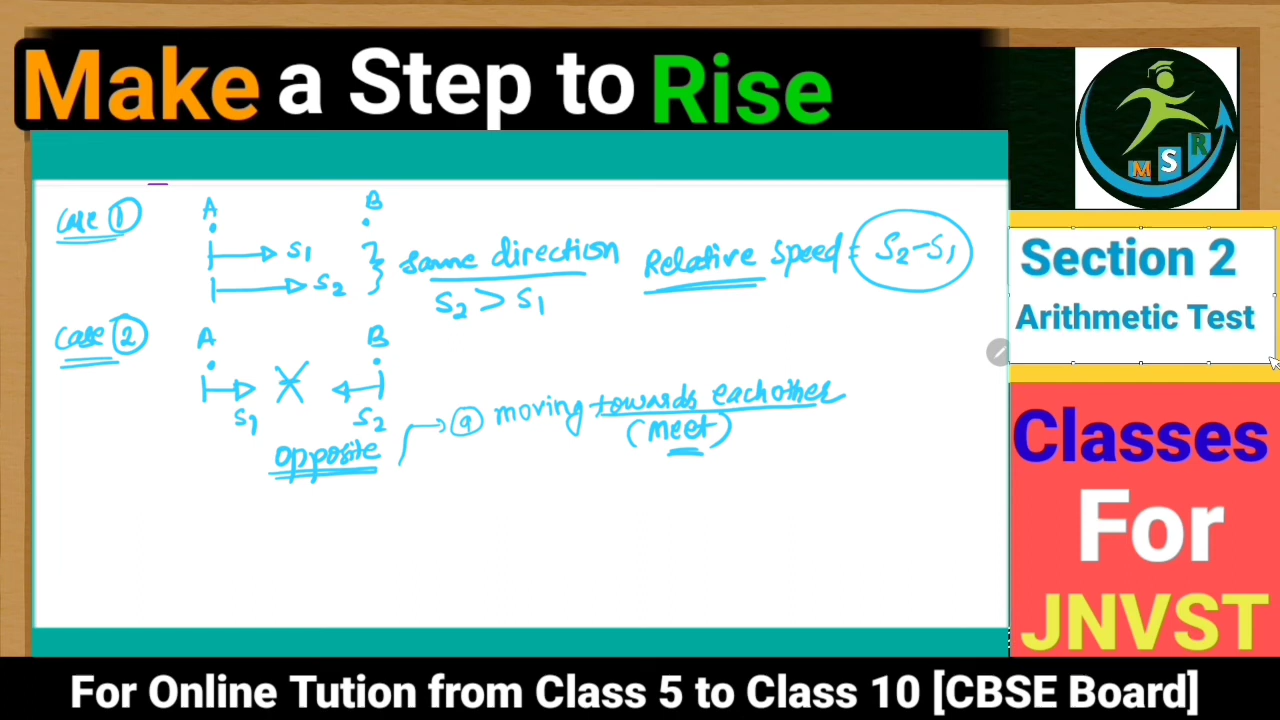 Make a Step to Rise
M S R
Case 1 A B
S1
S2
Same direction Relative Speed = S2-S1
S2 > S1
Case 2 A B
S1 S2
a moving towards eachother
(meet)
opposite
Section 2
Arithmetic Test
Classes
For
JNVST
For Online Tution from Class 5 to Class 10 [CBSE Board]